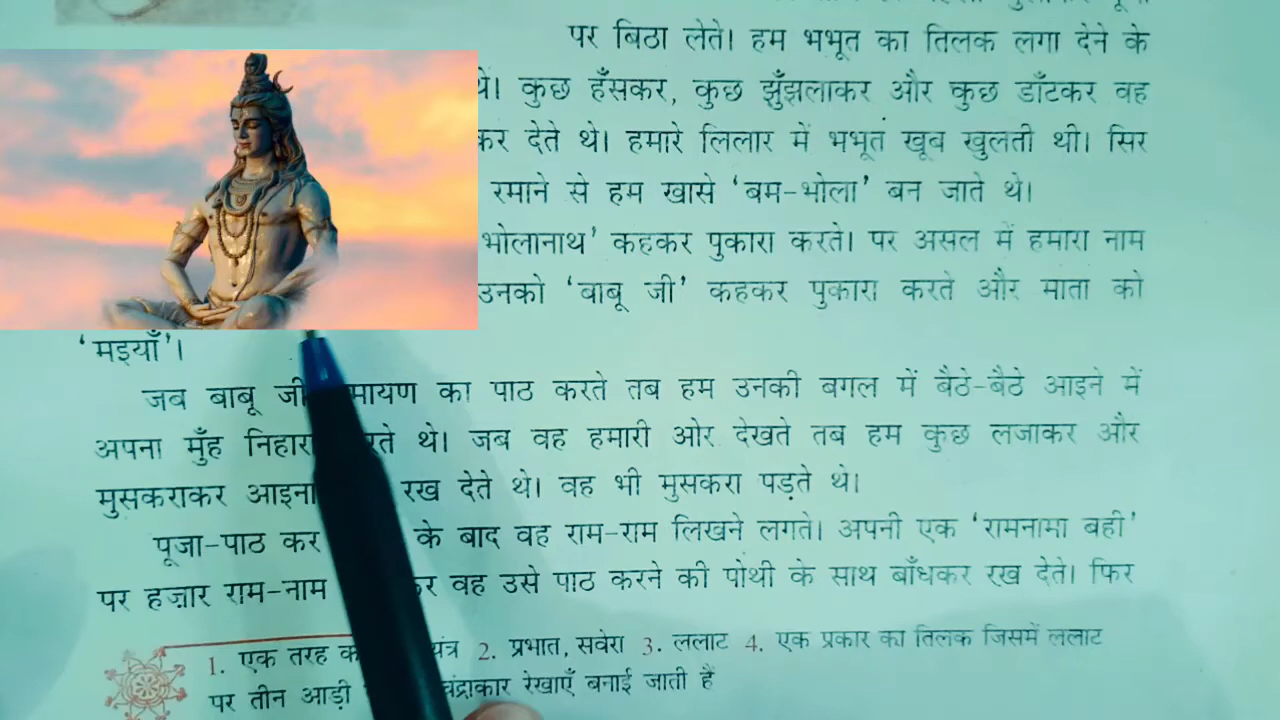 पर बिठा लेते। हम भभूत का तिलक लगा देने के
थे। कुछ हँसकर, कुछ झुँझलाकर और कुछ डाँटकर वह
कर देते थे। हमारे लिलार में भभूत खूब खुलती थी। सिर
रमाने से हम खासे 'बम-भोला' बन जाते थे।
भोलानाथ' कहकर पुकारा करते। पर असल में हमारा नाम
उनको 'बाबू जी' कहकर पुकारा करते और माता को
'मइयाँ'।
जब बाबू जी मायण का पाठ करते तब हम उनकी बगल में बैठे-बैठे आइने में
अपना मुँह निहारा रते थे। जब वह हमारी ओर देखते तब हम कुछ लजाकर और
मुसकराकर आइना रख देते थे। वह भी मुसकरा पड़ते थे।
पूजा-पाठ कर के बाद वह राम-राम लिखने लगते। अपनी एक 'रामनामा बही'
पर हज़ार राम-नाम कर वह उसे पाठ करने की पोथी के साथ बाँधकर रख देते। फिर
1. एक तरह का यंत्र 2. प्रभात, सवेरा 3. ललाट 4. एक प्रकार का तिलक जिसमें ललाट
पर तीन आड़ी चंद्राकार रेखाएँ बनाई जाती हैं